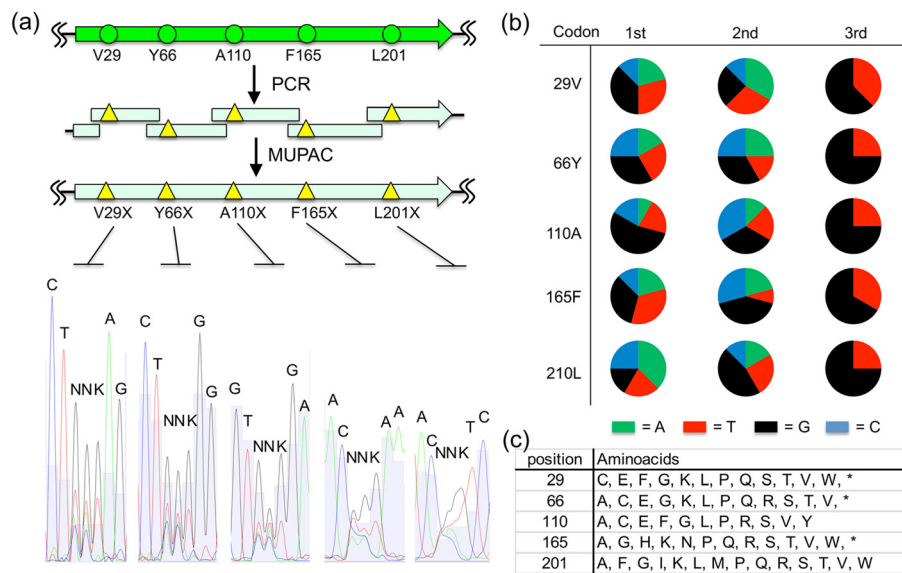 (a)
V29 Y66 A110 F165 L201
PCR
MUPAC
V29X Y66X A110X F165X L201X
C T NNK A G
C T NNK G G
G T NNK G A
A C NNK A A
A C NNK T C
(b)
Codon 1st 2nd 3rd
29V
66Y
110A
165F
210L
= A = T = G = C
(c)
position Aminoacids
29 C, E, F, G, K, L, P, Q, S, T, V, W, *
66 A, C, E, G, K, L, P, Q, R, S, T, V, *
110 A, C, E, F, G, L, P, R, S, V, Y
165 A, G, H, K, N, P, Q, R, S, T, V, W, *
201 A, F, G, I, K, L, M, P, Q, R, S, T, V, W